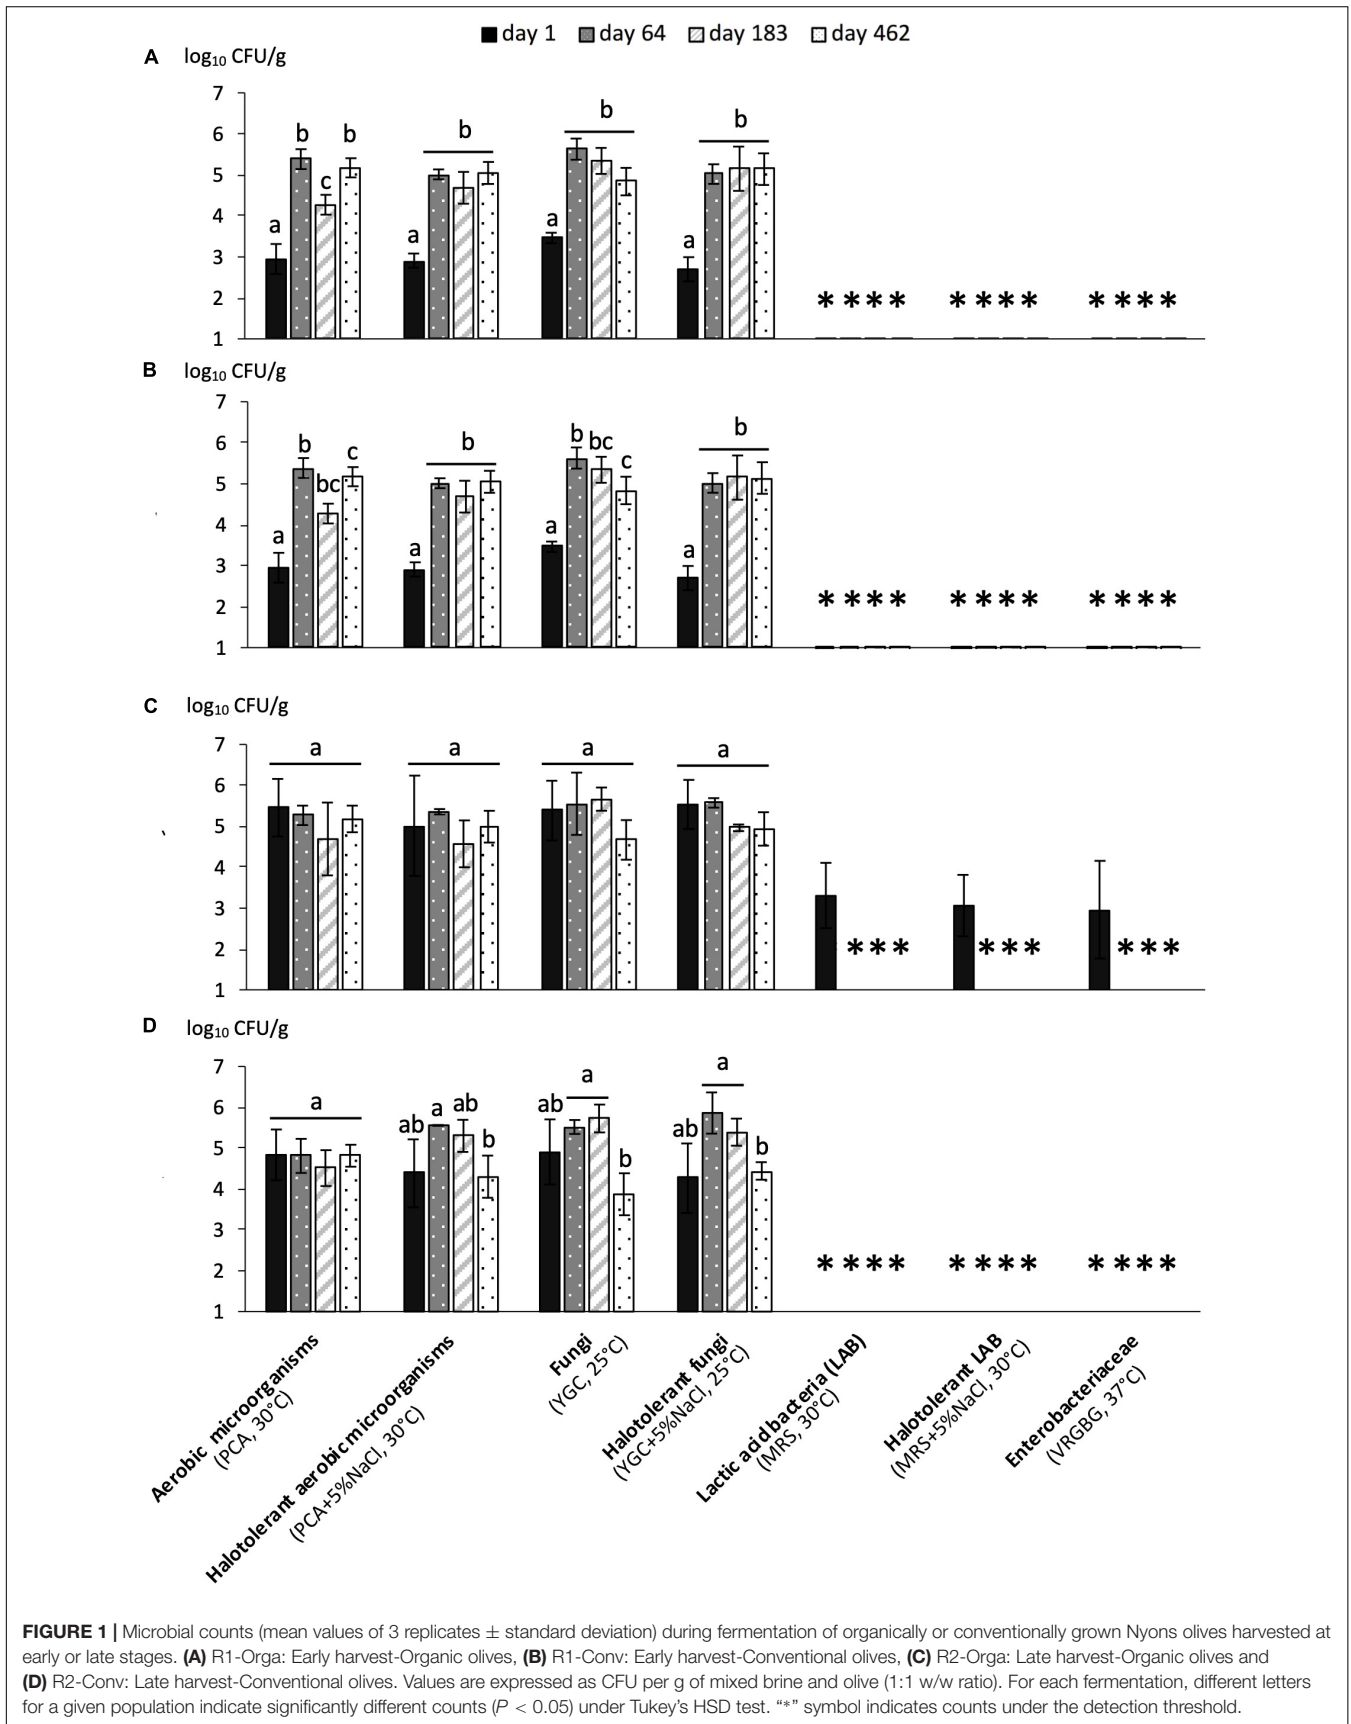 day 1 day 64 day 183 day 462
A log₁₀ CFU/g
7
b
6 b b b b
c
5
4 a a
a a
3
2 * * * * * * * * * * * *
1
B log₁₀ CFU/g
7
b bc
6 b c b c b
bc
5
4 a
a a a
3
2 * * * * * * * * * * * *
1
C log₁₀ CFU/g
7 a a a a
6
5
4
3
2 * * * * * * * * *
1
D log₁₀ CFU/g
7 a a
6 a ab a ab ab
ab b b b
5
4
3
2 * * * * * * * * * * * *
1
Aerobic microorganisms
(PCA, 30°C)
Halotolerant aerobic microorganisms
(PCA+5%NaCl, 30°C)
Fungi
(YGC, 25°C)
Halotolerant fungi
(YGC+5%NaCl, 25°C)
Lactic acid bacteria (LAB)
(MRS, 30°C)
Halotolerant LAB
(MRS+5%NaCl, 30°C)
Enterobacteriaceae
(VRGBG, 37°C)
FIGURE 1 | Microbial counts (mean values of 3 replicates ± standard deviation) during fermentation of organically or conventionally grown Nyons olives harvested at
early or late stages. (A) R1-Orga: Early harvest-Organic olives, (B) R1-Conv: Early harvest-Conventional olives, (C) R2-Orga: Late harvest-Organic olives and
(D) R2-Conv: Late harvest-Conventional olives. Values are expressed as CFU per g of mixed brine and olive (1:1 w/w ratio). For each fermentation, different letters
for a given population indicate significantly different counts (P < 0.05) under Tukey's HSD test. "*" symbol indicates counts under the detection threshold.